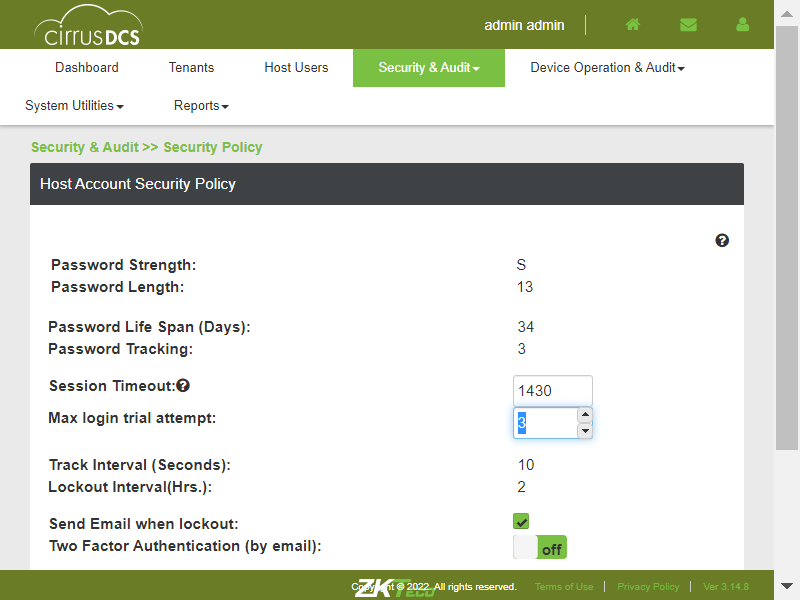 cirrusDCS
admin admin
Dashboard Tenants Host Users Security & Audit Device Operation & Audit
System Utilities Reports
Security & Audit >> Security Policy
Host Account Security Policy
Password Strength: S
Password Length: 13
Password Life Span (Days): 34
Password Tracking: 3
Session Timeout: 1430
Max login trial attempt: 3
Track Interval (Seconds): 10
Lockout Interval(Hrs.): 2
Send Email when lockout:
Two Factor Authentication (by email): off
ZKTeco
Copyright © 2022. All rights reserved. Terms of Use | Privacy Policy | Ver 3.14.8